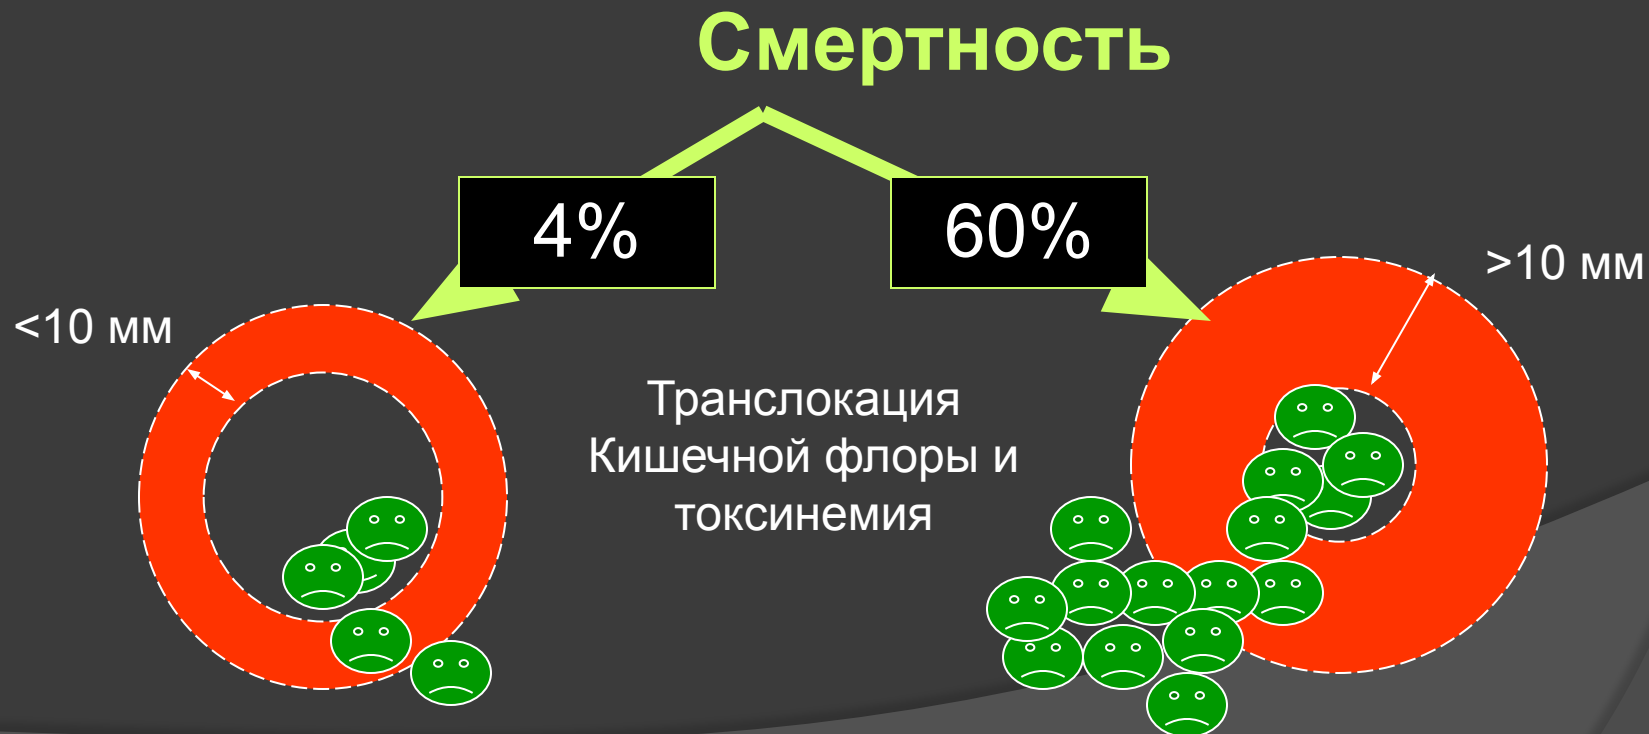 Смертность
4%
60%
>10 мм
<10 мм
Транслокация
Кишечной флоры и
токсинемия